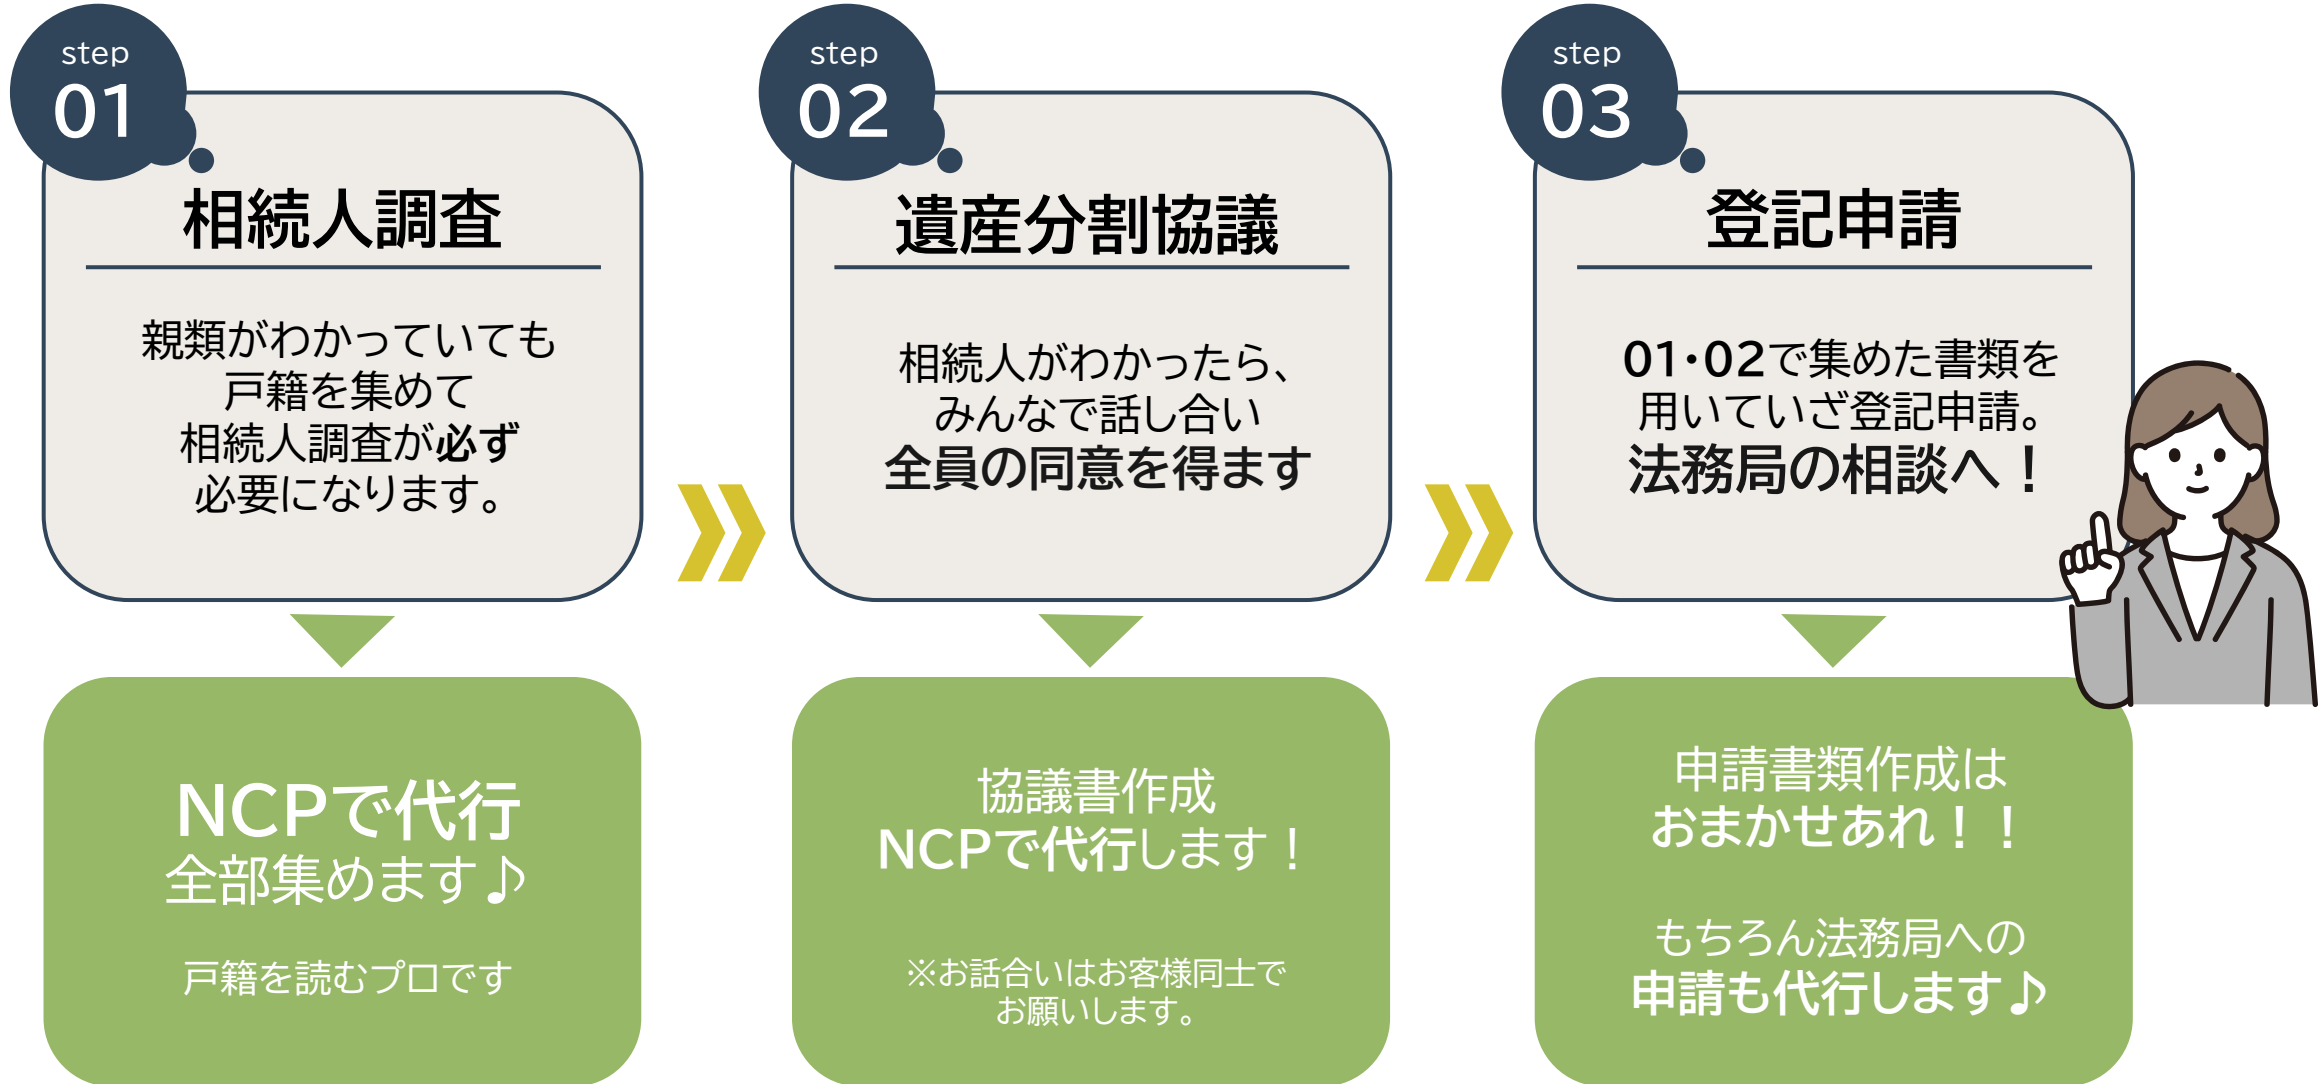 step
01
相続人調査
親類がわかっていても
戸籍を集めて
相続人調査が必ず
必要になります。
NCPで代行
全部集めます♪
戸籍を読むプロです
step
02
遺産分割協議
相続人がわかったら、
みんなで話し合い
全員の同意を得ます
協議書作成
NCPで代行します！
※お話合いはお客様同士で
お願いします。
step
03
登記申請
01・02で集めた書類を
用いていざ登記申請。
法務局の相談へ！
申請書類作成は
おまかせあれ！！
もちろん法務局への
申請も代行します♪